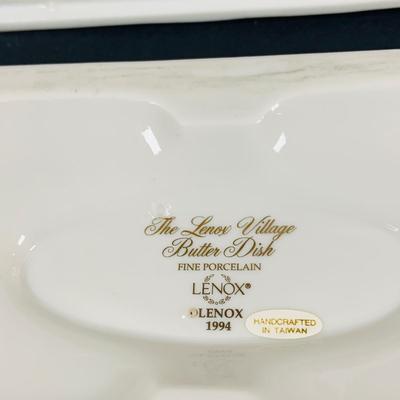 The Lenox Village
Butter Dish
FINE PORCELAIN
LENOX®
©LENOX
1994
HANDCRAFTED
IN TAIWAN